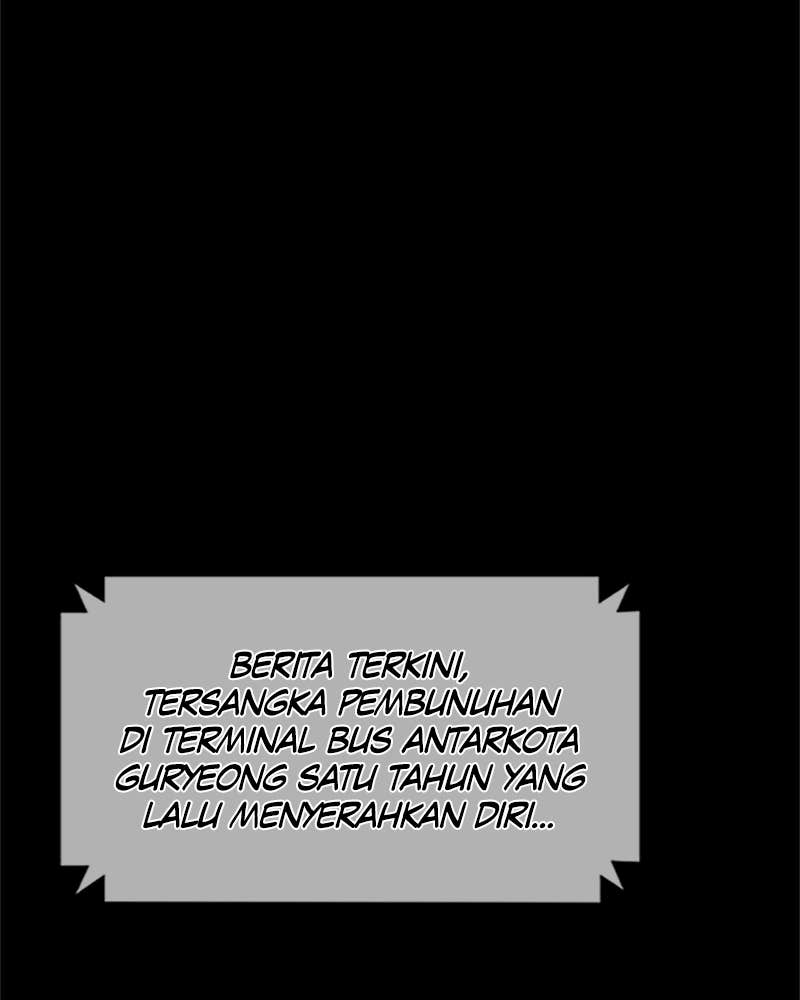 BERITA TERKINI,
TERSANGKA PEMBUNUHAN
DI TERMINAL BUS ANTARKOTA
GURYEONG SATU TAHUN YANG
LALU MENYERAHKAN DIRI...